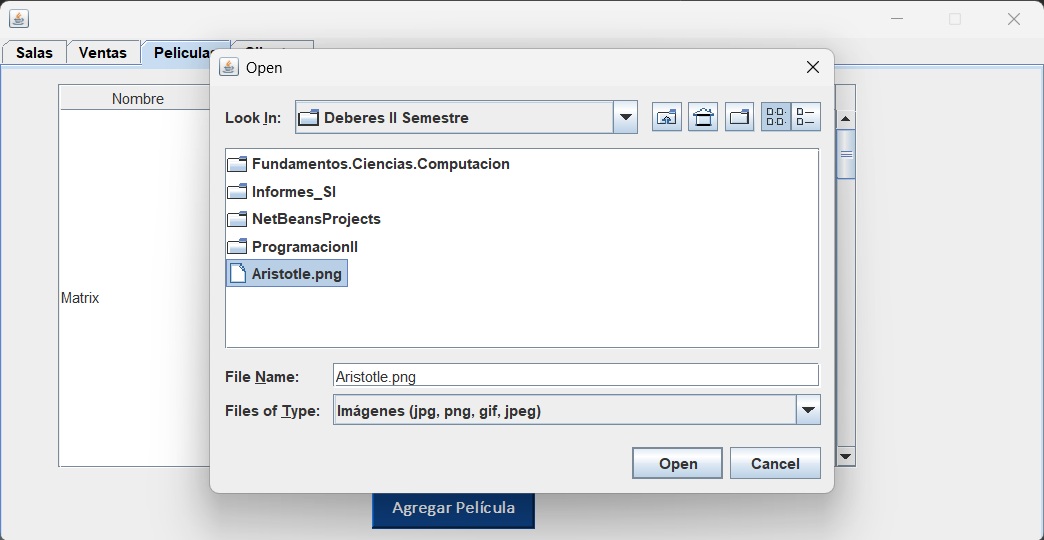 Salas Ventas Peliculas
Open
Nombre
Look In: Deberes II Semestre
Fundamentos.Ciencias.Computacion
Informes_SI
NetBeansProjects
ProgramacionII
Aristotle.png
Matrix
File Name: Aristotle.png
Files of Type: Imágenes (jpg, png, gif, jpeg)
Open Cancel
Agregar Película